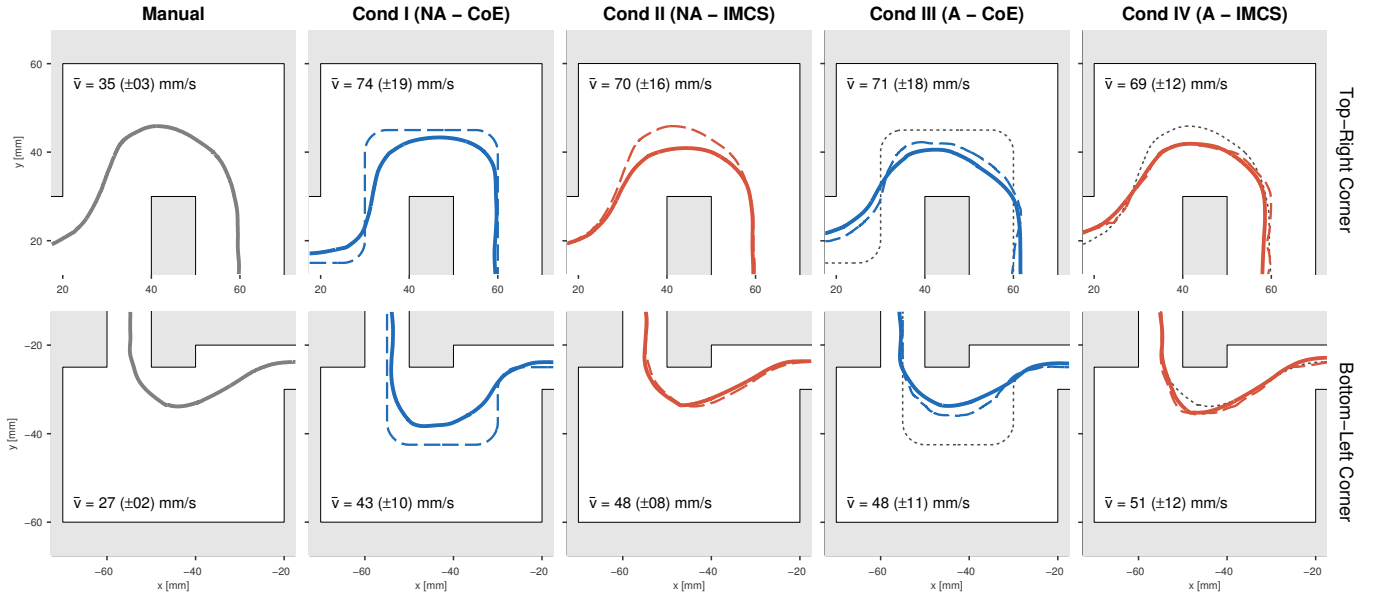 Manual
Cond I (NA − CoE)
Cond II (NA − IMCS)
Cond III (A − CoE)
Cond IV (A − IMCS)
v̄ = 35 (±03) mm/s
v̄ = 74 (±19) mm/s
v̄ = 70 (±16) mm/s
v̄ = 71 (±18) mm/s
v̄ = 69 (±12) mm/s
Top−Right Corner
y [mm]
60
40
20
20 40 60
20 40 60
20 40 60
20 40 60
20 40 60
v̄ = 27 (±02) mm/s
v̄ = 43 (±10) mm/s
v̄ = 48 (±08) mm/s
v̄ = 48 (±11) mm/s
v̄ = 51 (±12) mm/s
Bottom−Left Corner
y [mm]
−20
−40
−60
−60 −40 −20
−60 −40 −20
−60 −40 −20
−60 −40 −20
−60 −40 −20
x [mm]
x [mm]
x [mm]
x [mm]
x [mm]